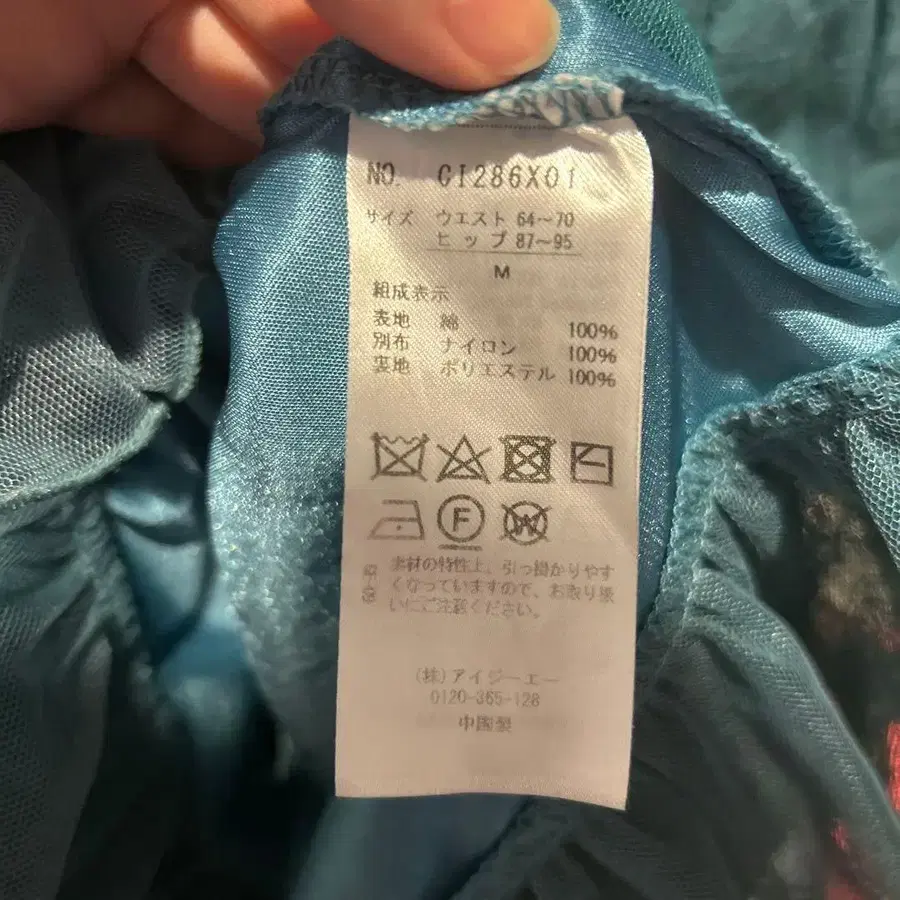 NO. CI286X01
サイズ ウエスト 64～70
ヒップ 87～95
M
組成表示
表地 綿 100%
別布 ナイロン 100%
裏地 ポリエステル 100%
F
W
素材の特性上、引っ掛かりやす
くなっていますので、お取り扱
いにご注意ください。
(株)アイジーエー
0120-365-128
中国製